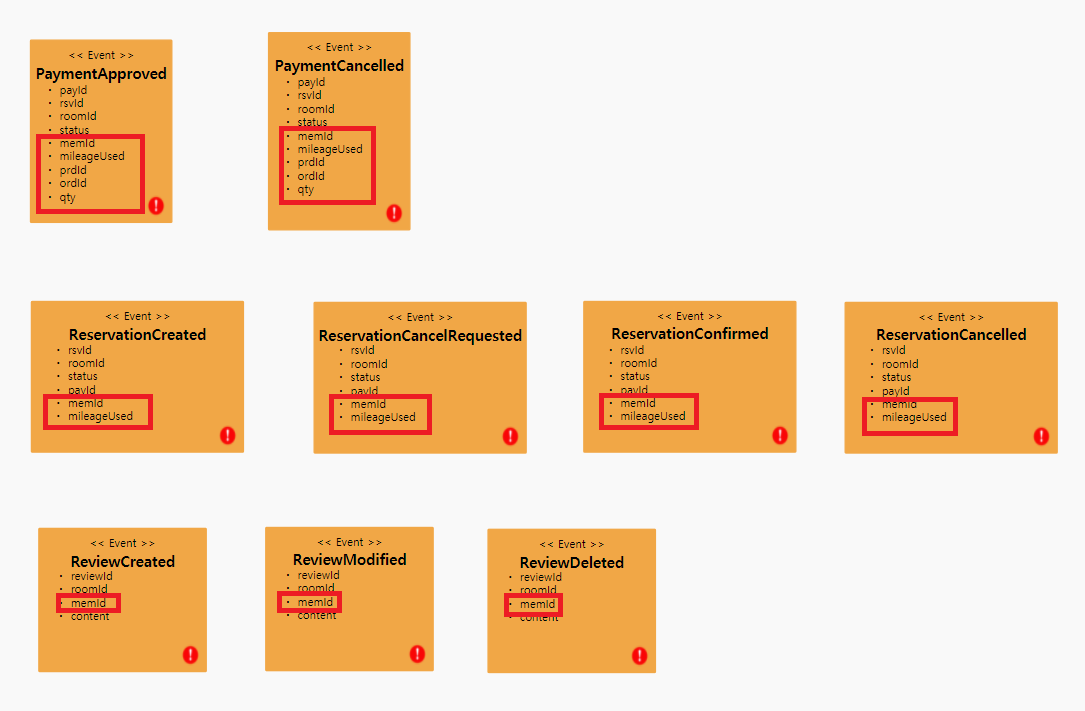 << Event >>
PaymentApproved
· payId
· rsvId
· roomId
· status
· memId
· mileageUsed
· prdId
· ordId
· qty
<< Event >>
PaymentCancelled
· payId
· rsvId
· roomId
· status
· memId
· mileageUsed
· prdId
· ordId
· qty
<< Event >>
ReservationCreated
· rsvId
· roomId
· status
· payId
· memId
· mileageUsed
<< Event >>
ReservationCancelRequested
· rsvId
· roomId
· status
· payId
· memId
· mileageUsed
<< Event >>
ReservationConfirmed
· rsvId
· roomId
· status
· payId
· memId
· mileageUsed
<< Event >>
ReservationCancelled
· rsvId
· roomId
· status
· payId
· memId
· mileageUsed
<< Event >>
ReviewCreated
· reviewId
· roomId
· memId
· content
<< Event >>
ReviewModified
· reviewId
· roomId
· memId
· content
<< Event >>
ReviewDeleted
· reviewId
· roomId
· memId
· content